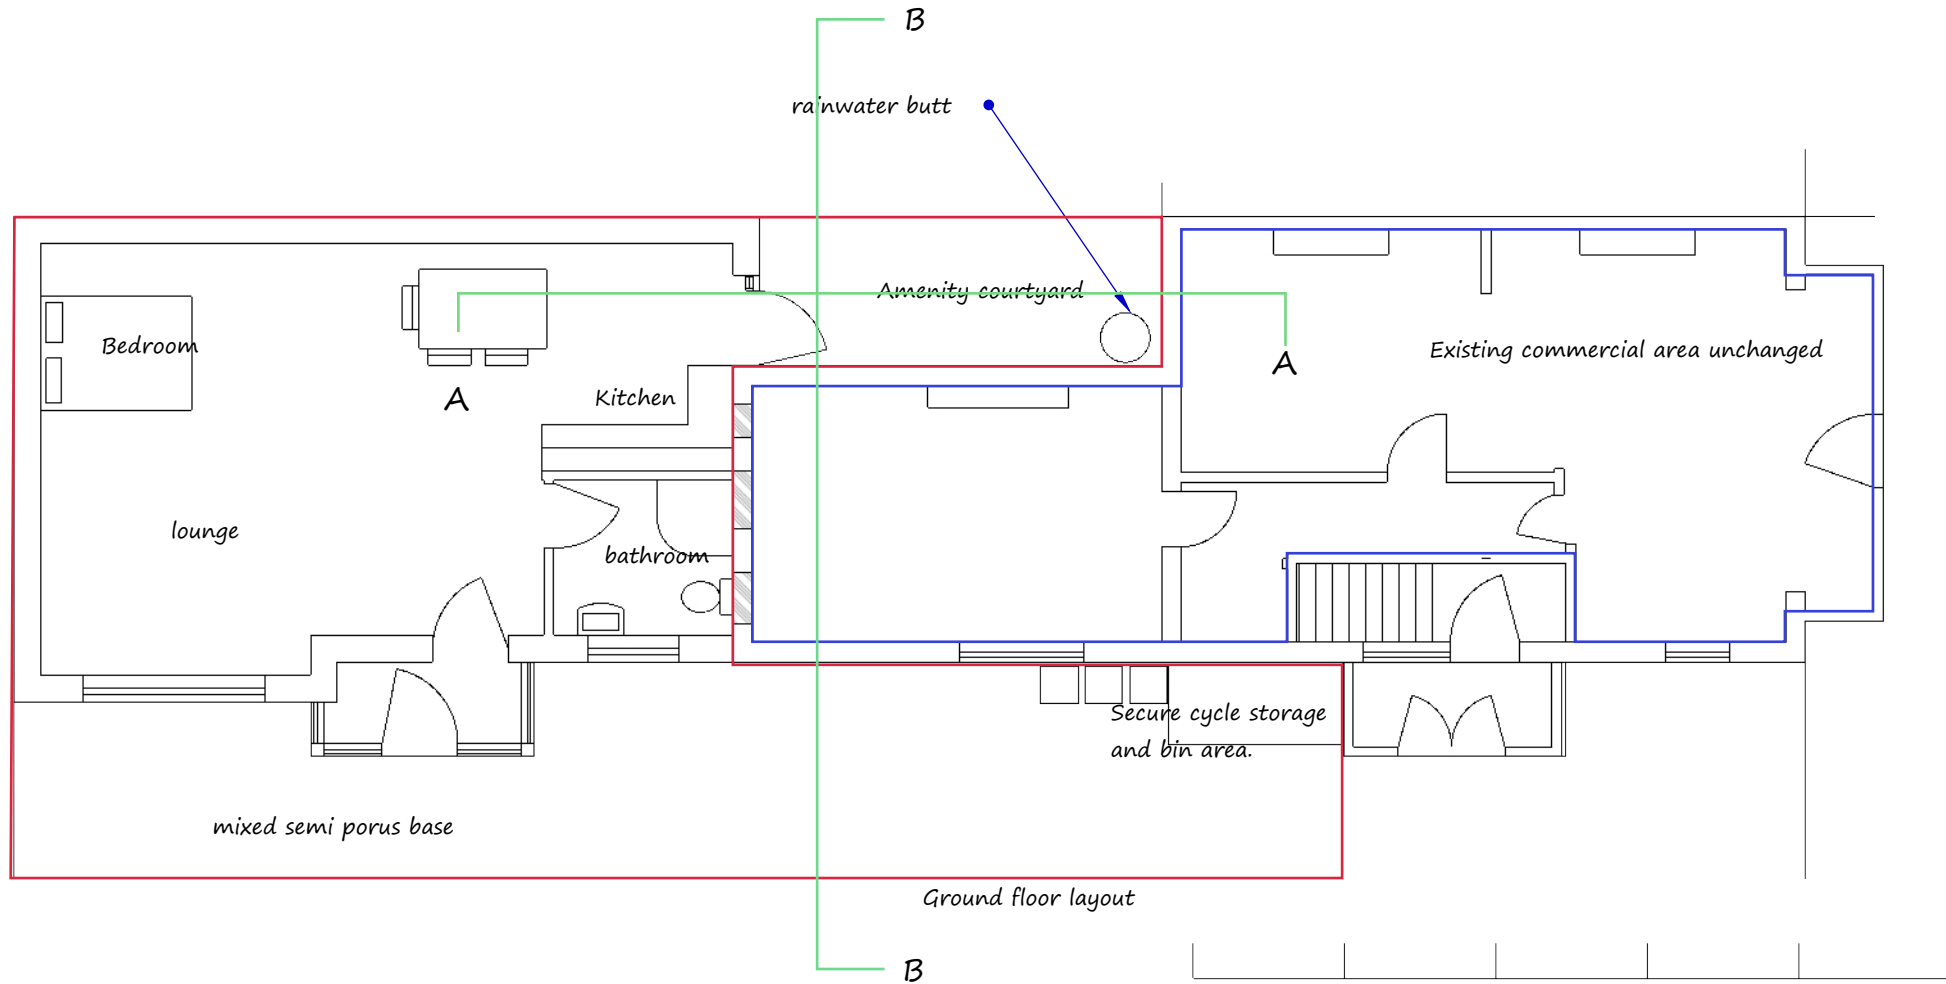 B
rainwater butt
Amenity courtyard
Bedroom
Existing commercial area unchanged
A
A
Kitchen
lounge
bathroom
Secure cycle storage
and bin area.
mixed semi porus base
Ground floor layout
B